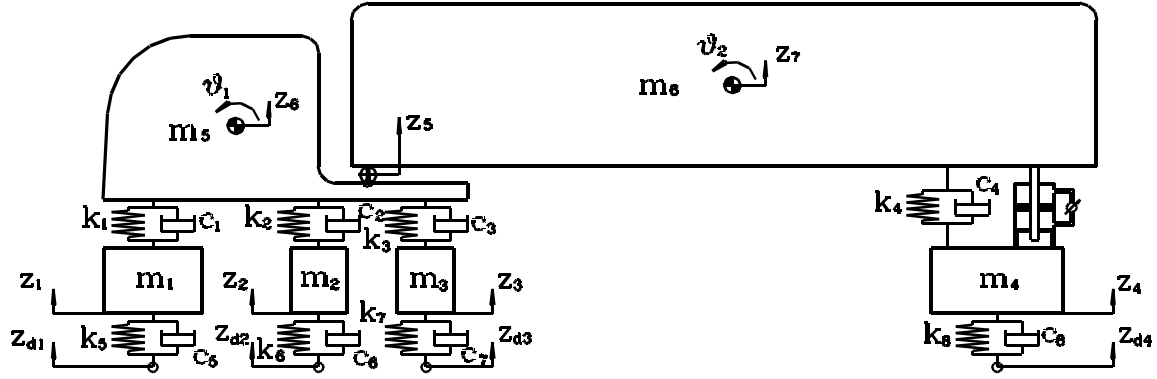 ϑ₂ z₇
m₆
ϑ₁ z₆
m₅ z₅
k₁ c₁ k₂ c₂ k₃ c₃ k₄ c₄
z₁ m₁ z₂ m₂ m₃ z₃ m₄ z₄
z_d1 k₅ c₅ z_d2 k₆ c₆ k₇ c₇ z_d3 k₈ c₈ z_d4